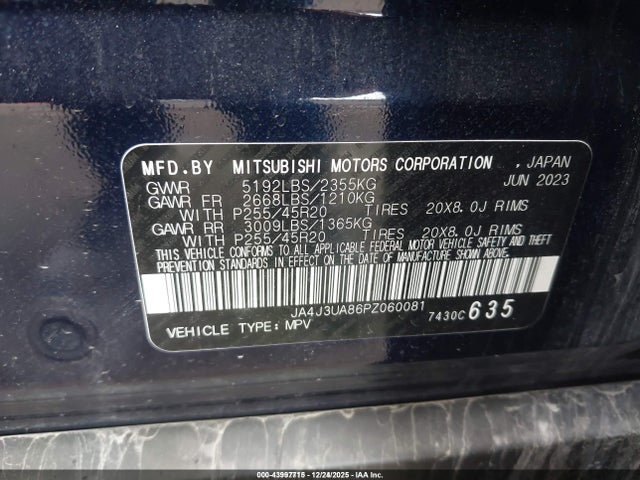 MFD.BY MITSUBISHI MOTORS CORPORATION , JAPAN
GVWR 5192LBS/2355KG JUN 2023
GAWR FR 2668LBS/1210KG
WITH P255/45R20 TIRES 20X8.0J RIMS
GAWR RR 3009LBS/1365KG
WITH P255/45R20 TIRES 20X8.0J RIMS
THIS VEHICLE CONFORMS TO ALL APPLICABLE FEDERAL MOTOR VEHICLE SAFETY AND THEFT
PREVENTION STANDARDS IN EFFECT ON THE DATE OF MANUFACTURE SHOWN ABOVE.
JA4J3UA86PZ060081 7430C 635
VEHICLE TYPE: MPV
000-43997715 - 12/24/2025 - IAA Inc.